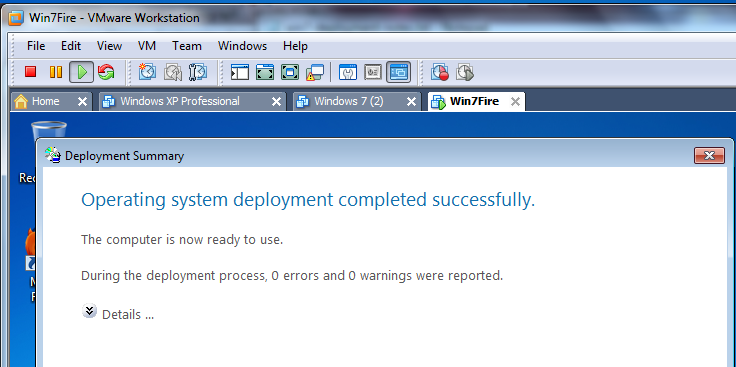 Win7Fire - VMware Workstation
File Edit View VM Team Windows Help
Home Windows XP Professional Windows 7 (2) Win7Fire
Rec
Deployment Summary
Operating system deployment completed successfully.
The computer is now ready to use.
During the deployment process, 0 errors and 0 warnings were reported.
Details ...